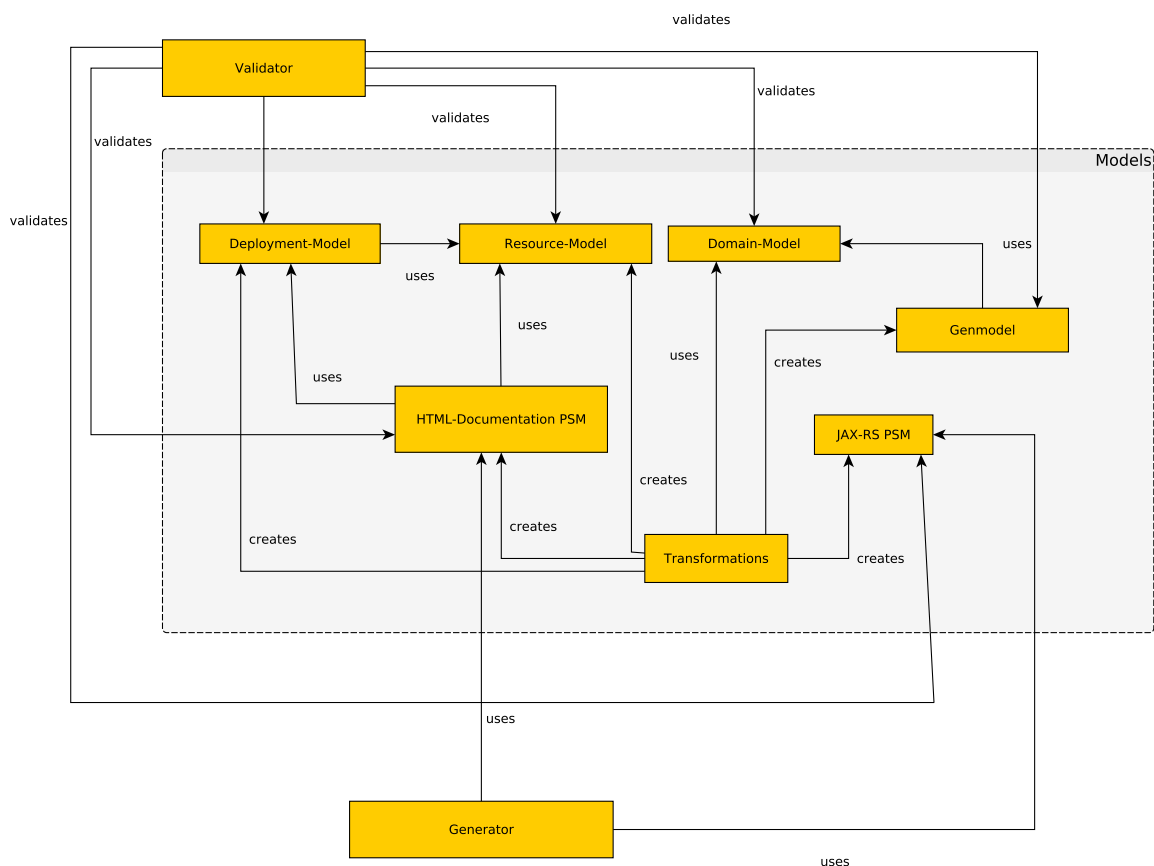 validates
Validator
validates
validates
validates
Models
validates
Deployment-Model
Resource-Model
Domain-Model
uses
uses
uses
Genmodel
uses
creates
uses
HTML-Documentation PSM
JAX-RS PSM
creates
creates
creates
Transformations
creates
uses
Generator
uses